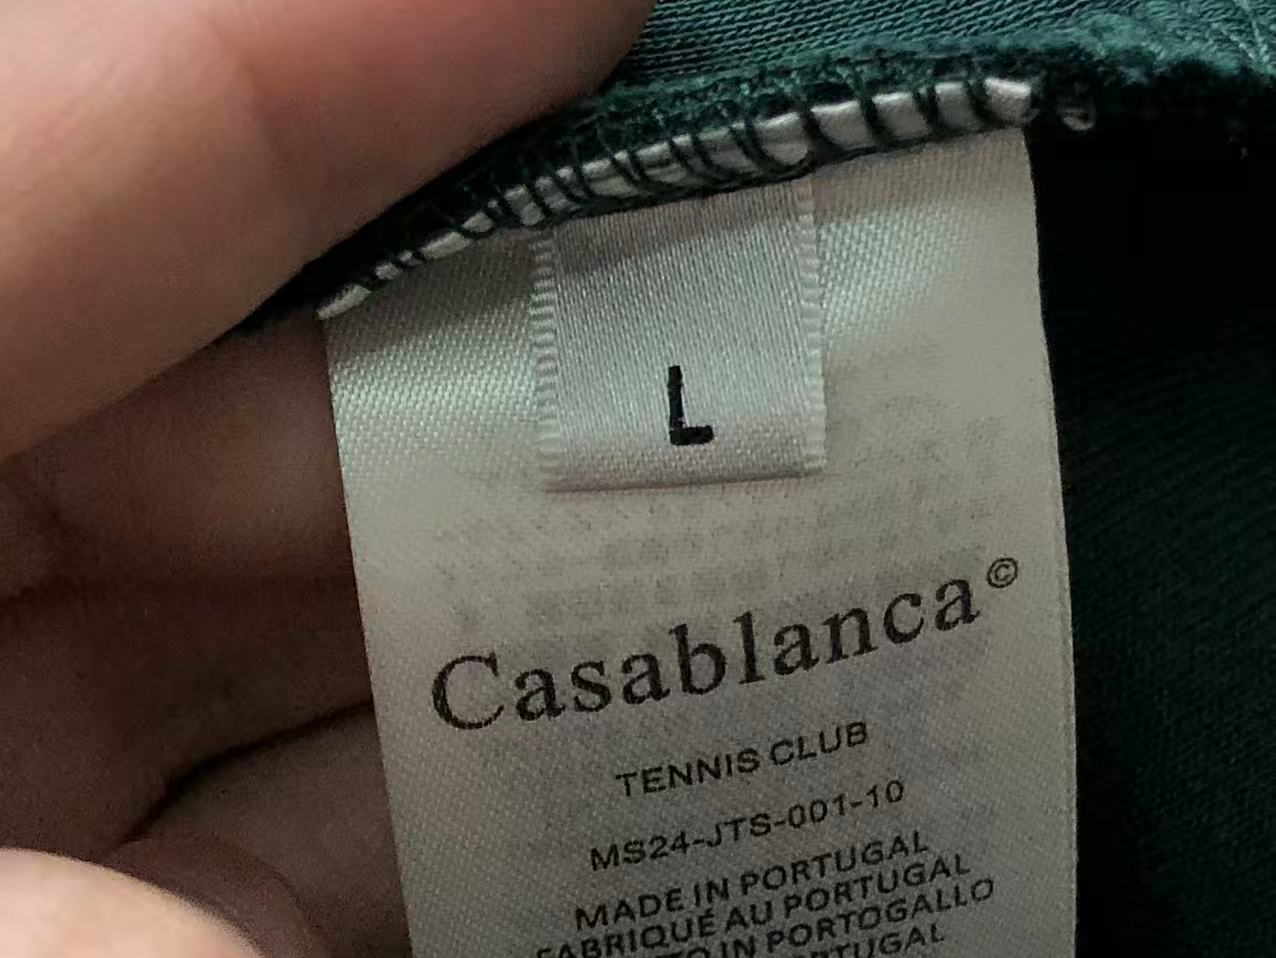 L
Casablanca©
TENNIS CLUB
MS24-JTS-001-10
MADE IN PORTUGAL
FABRIQUÉ AU PORTUGAL
IN PORTOGALLO